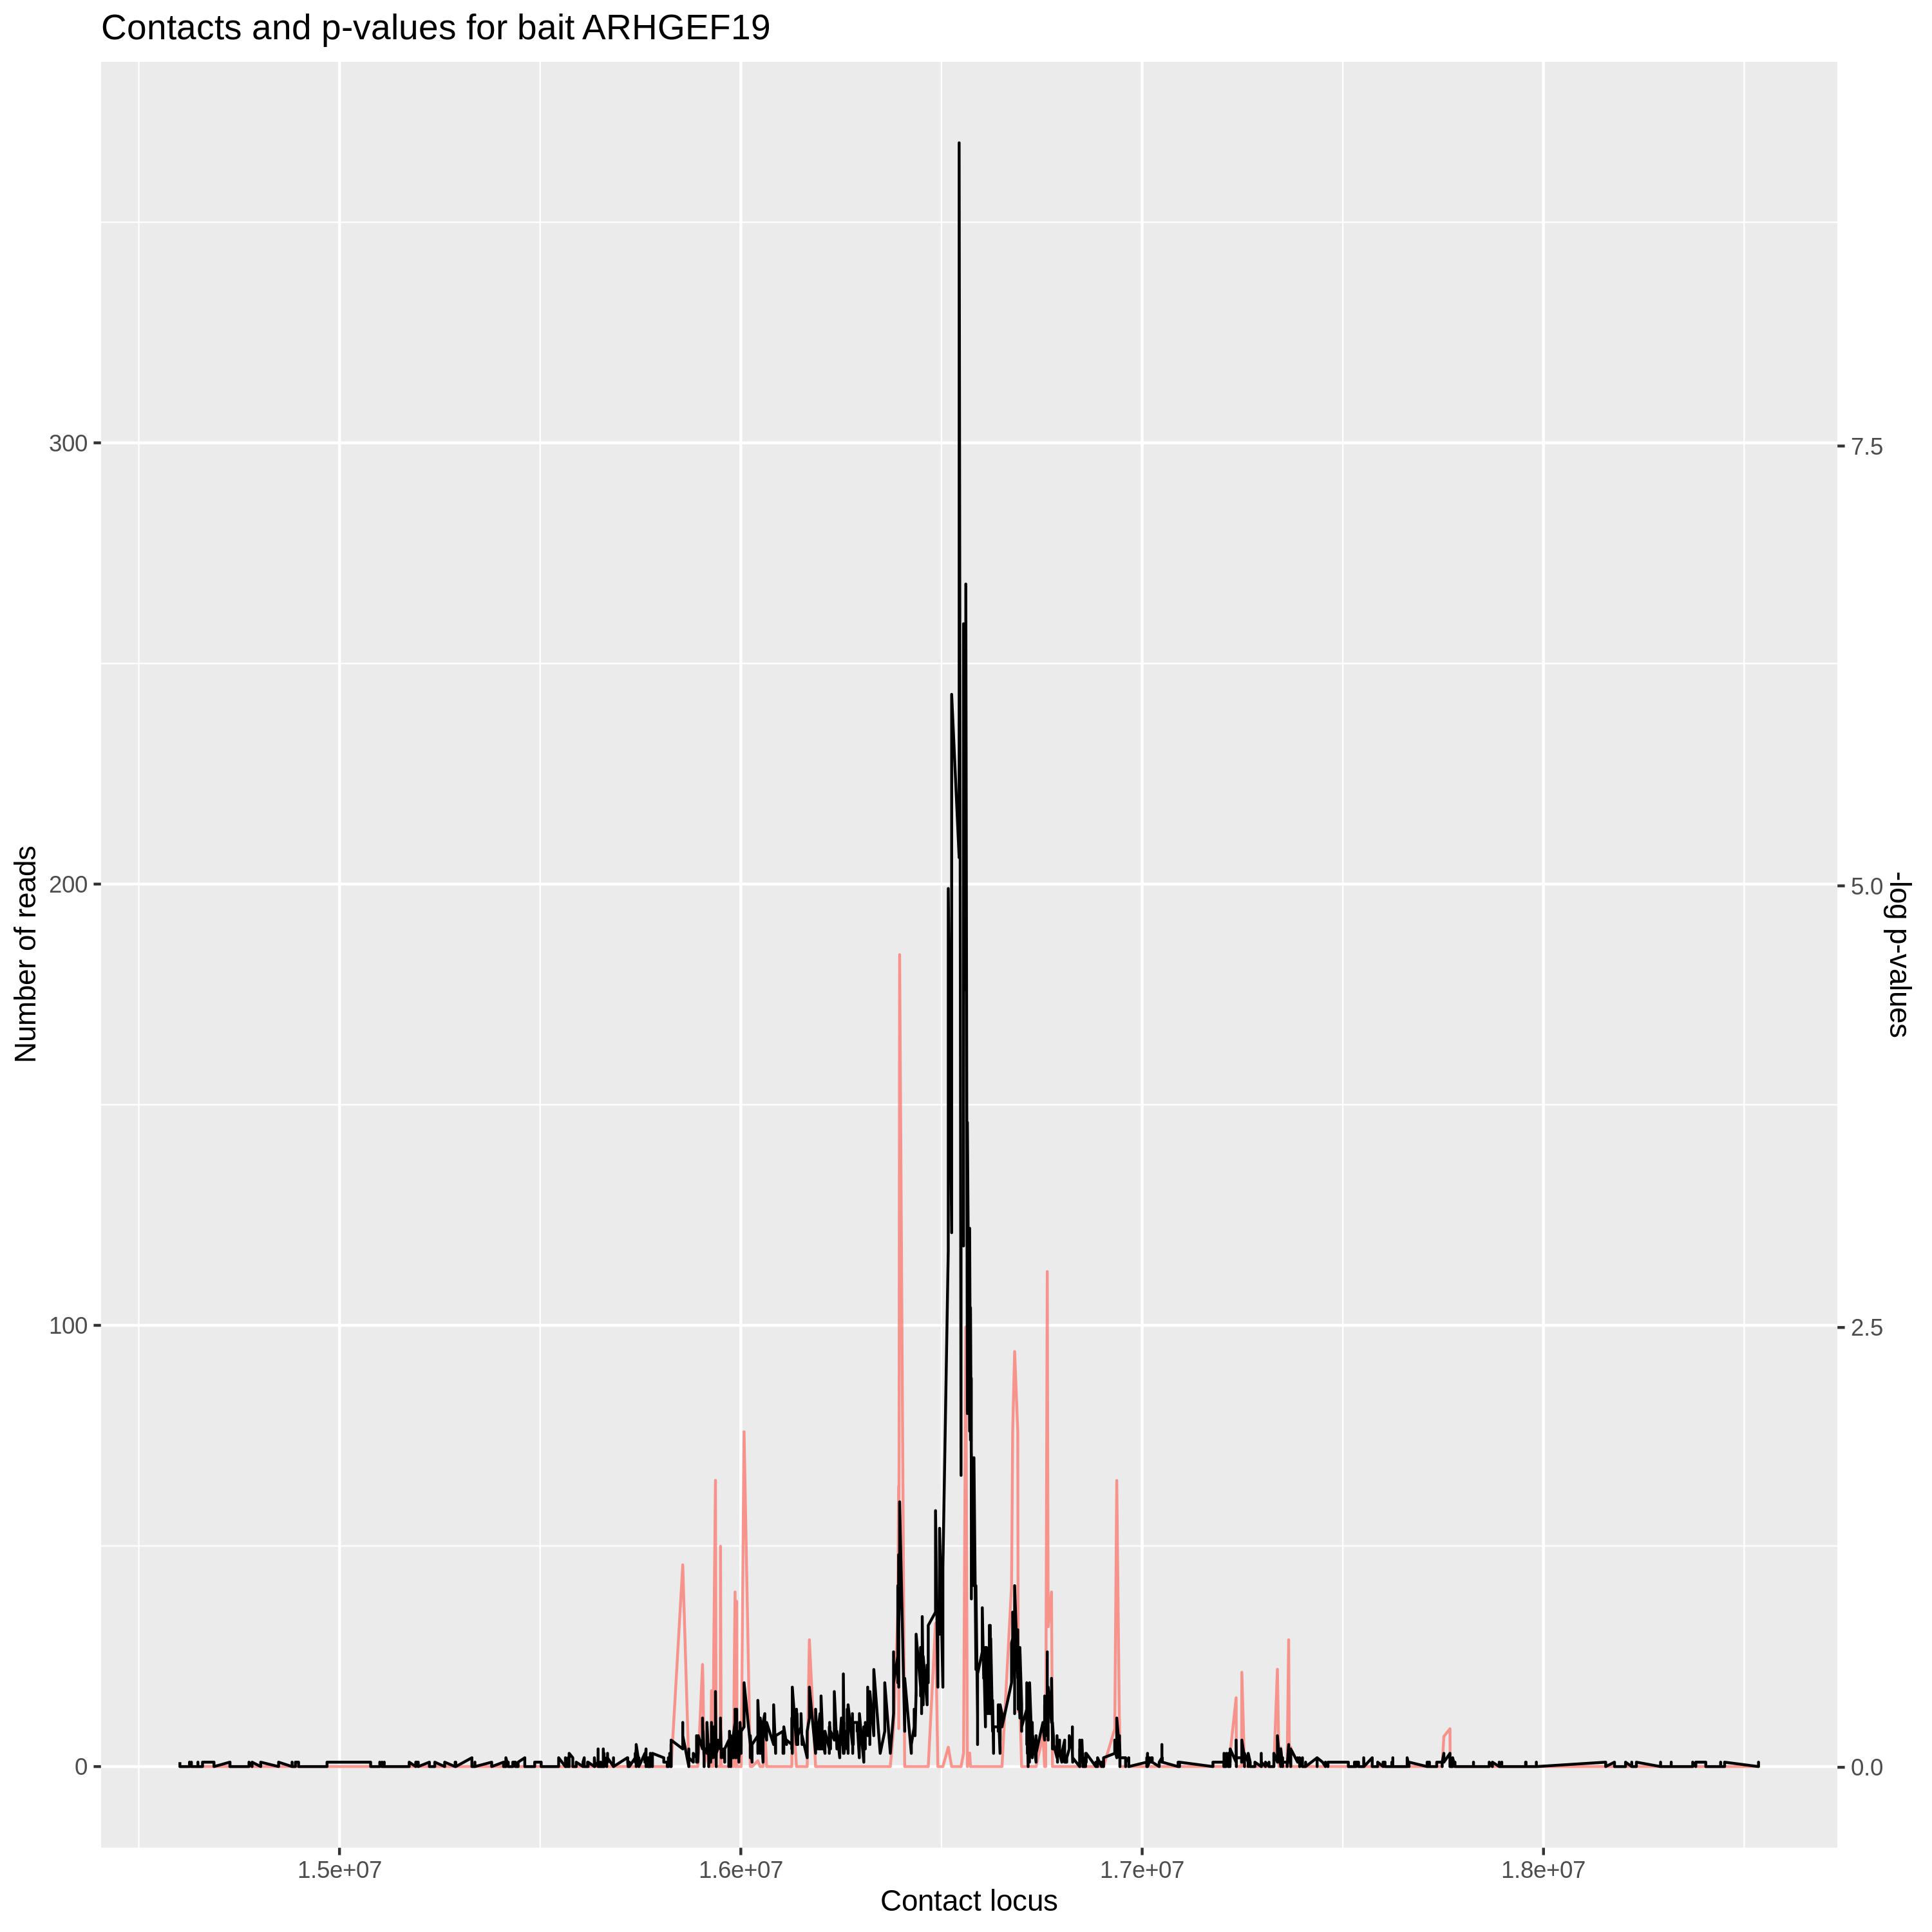 Contacts and p-values for bait ARHGEF19
300
200
100
0
Number of reads
7.5
5.0
2.5
0.0
-log p-values
1.5e+07
1.6e+07
1.7e+07
1.8e+07
Contact locus